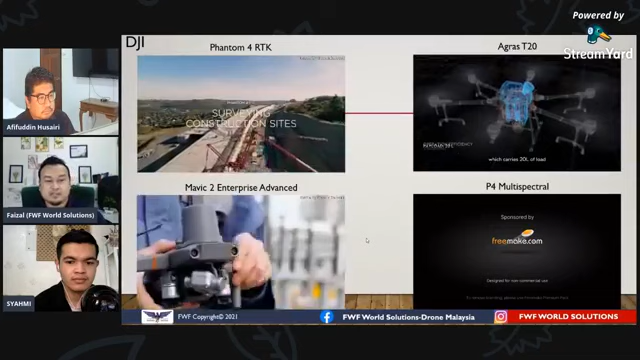 Powered by
StreamYard
DJI
Phantom 4 RTK
Agras T20
SURVEYING
CONSTRUCTION SITES
which carries 20L of load
Afifuddin Husairi
Mavic 2 Enterprise Advanced
P4 Multispectral
Sponsored by
freemake.com
Designed for non-commercial use
Faizal (FWF World Solutions)
SYAHMI
FWF Copyright© 2021
FWF World Solutions-Drone Malaysia
FWF WORLD SOLUTIONS